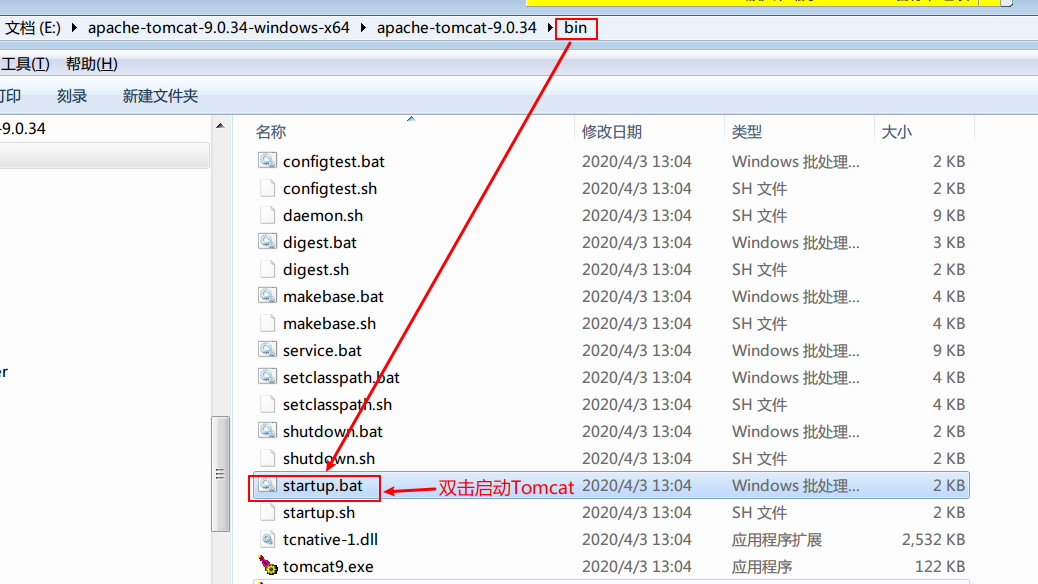 文档 (E:) apache-tomcat-9.0.34-windows-x64 apache-tomcat-9.0.34 bin
工具(T) 帮助(H)
打印 刻录 新建文件夹
-9.0.34
名称 修改日期 类型 大小
configtest.bat 2020/4/3 13:04 Windows 批处理... 2 KB
configtest.sh 2020/4/3 13:04 SH 文件 2 KB
daemon.sh 2020/4/3 13:04 SH 文件 9 KB
digest.bat 2020/4/3 13:04 Windows 批处理... 3 KB
digest.sh 2020/4/3 13:04 SH 文件 2 KB
makebase.bat 2020/4/3 13:04 Windows 批处理... 4 KB
makebase.sh 2020/4/3 13:04 SH 文件 4 KB
service.bat 2020/4/3 13:04 Windows 批处理... 9 KB
er
setclasspath.bat 2020/4/3 13:04 Windows 批处理... 4 KB
setclasspath.sh 2020/4/3 13:04 SH 文件 4 KB
shutdown.bat 2020/4/3 13:04 Windows 批处理... 2 KB
shutdown.sh 2020/4/3 13:04 SH 文件 2 KB
startup.bat 双击启动Tomcat 2020/4/3 13:04 Windows 批处理... 2 KB
startup.sh 2020/4/3 13:04 SH 文件 2 KB
tcnative-1.dll 2020/4/3 13:04 应用程序扩展 2,532 KB
tomcat9.exe 2020/4/3 13:04 应用程序 122 KB